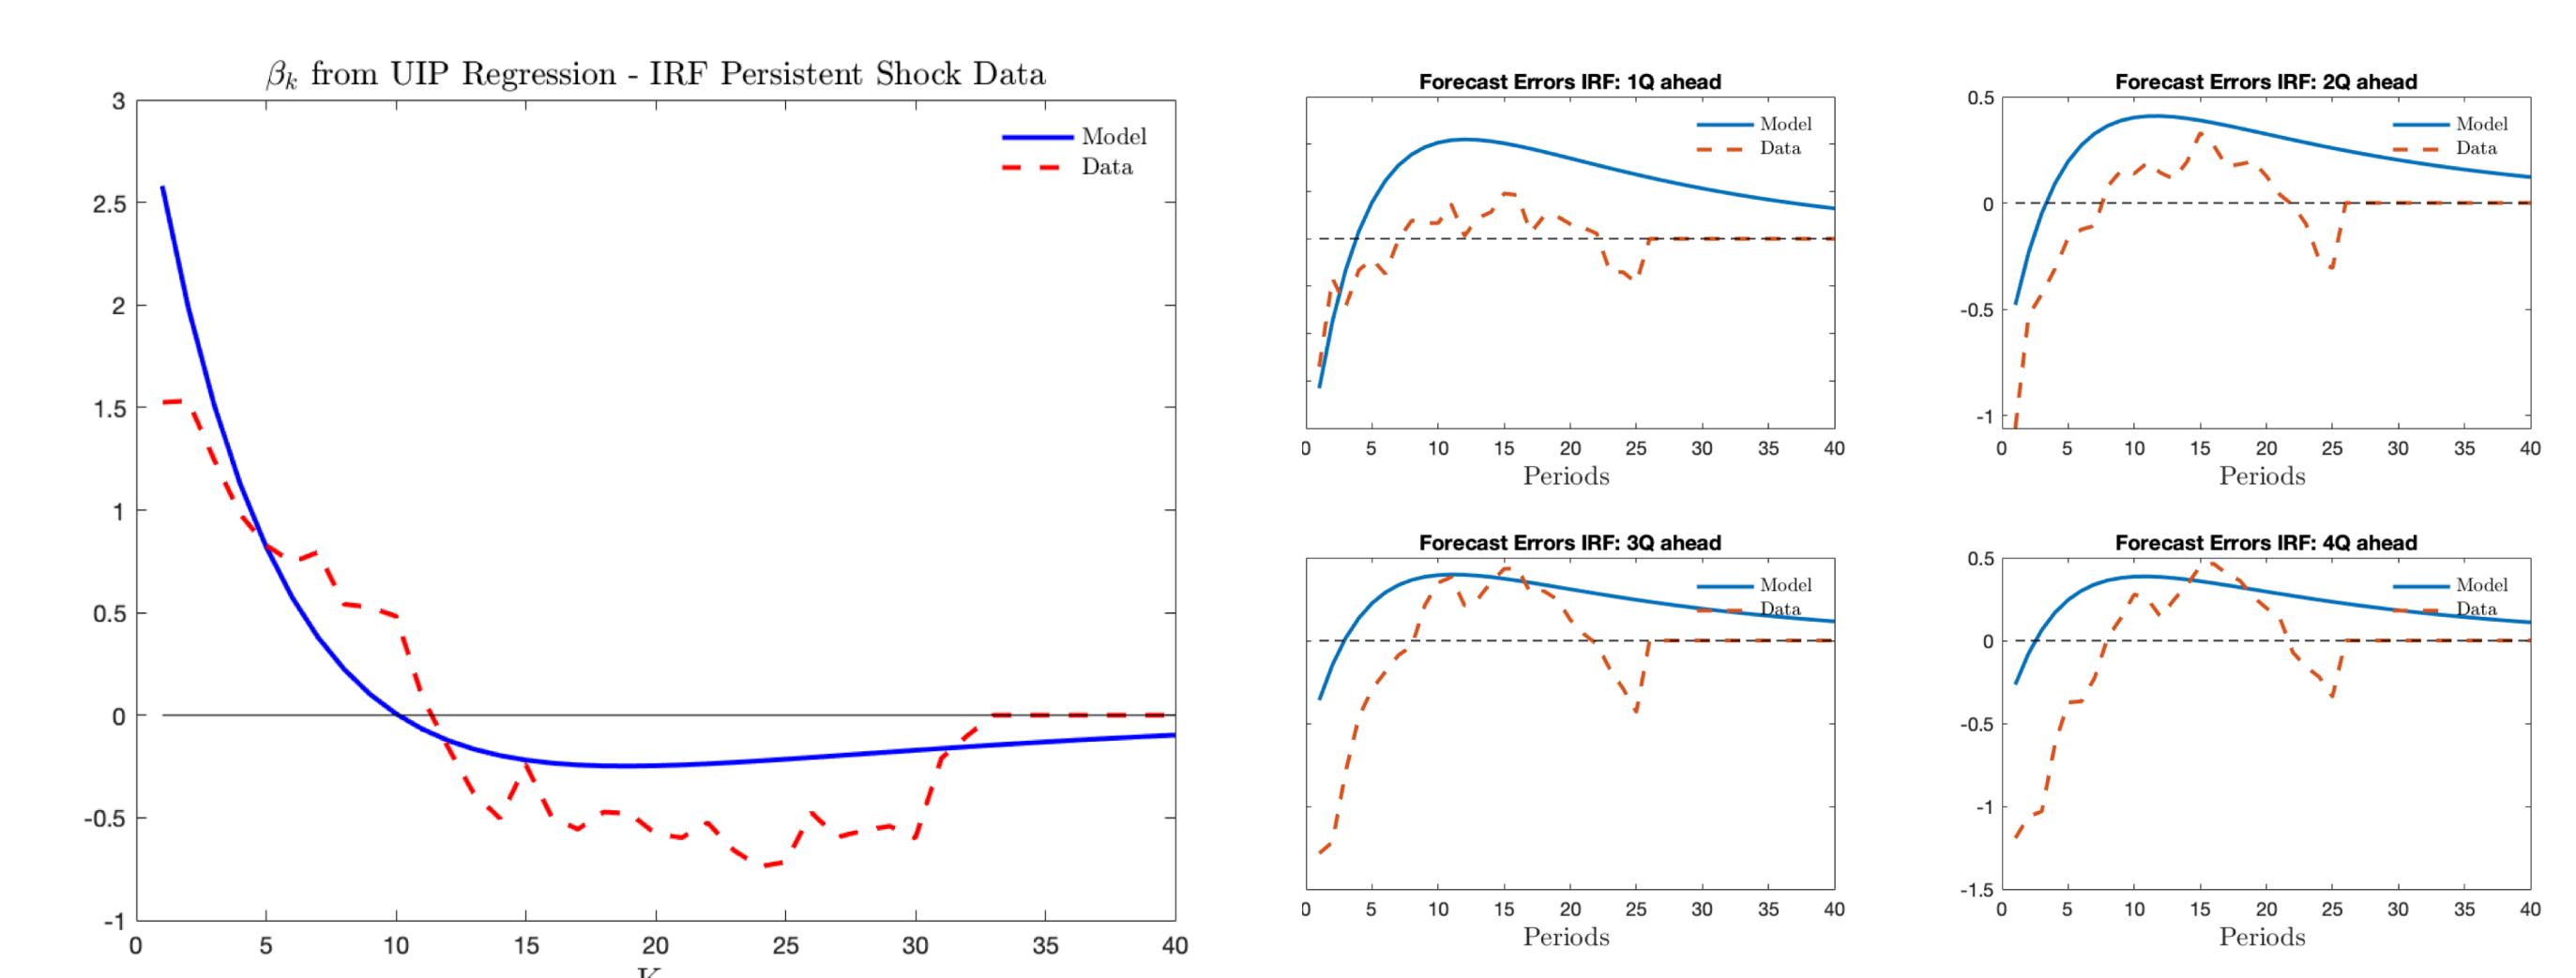 β_k from UIP Regression - IRF Persistent Shock Data
3
2.5
2
1.5
1
0.5
0
-0.5
-1
Model
Data
0 5 10 15 20 25 30 35 40
K
Forecast Errors IRF: 1Q ahead
Model
Data
0 5 10 15 20 25 30 35 40
Periods
Forecast Errors IRF: 2Q ahead
0.5
0
-0.5
-1
Model
Data
0 5 10 15 20 25 30 35 40
Periods
Forecast Errors IRF: 3Q ahead
Model
Data
0 5 10 15 20 25 30 35 40
Periods
Forecast Errors IRF: 4Q ahead
0.5
0
-0.5
-1
-1.5
Model
Data
0 5 10 15 20 25 30 35 40
Periods